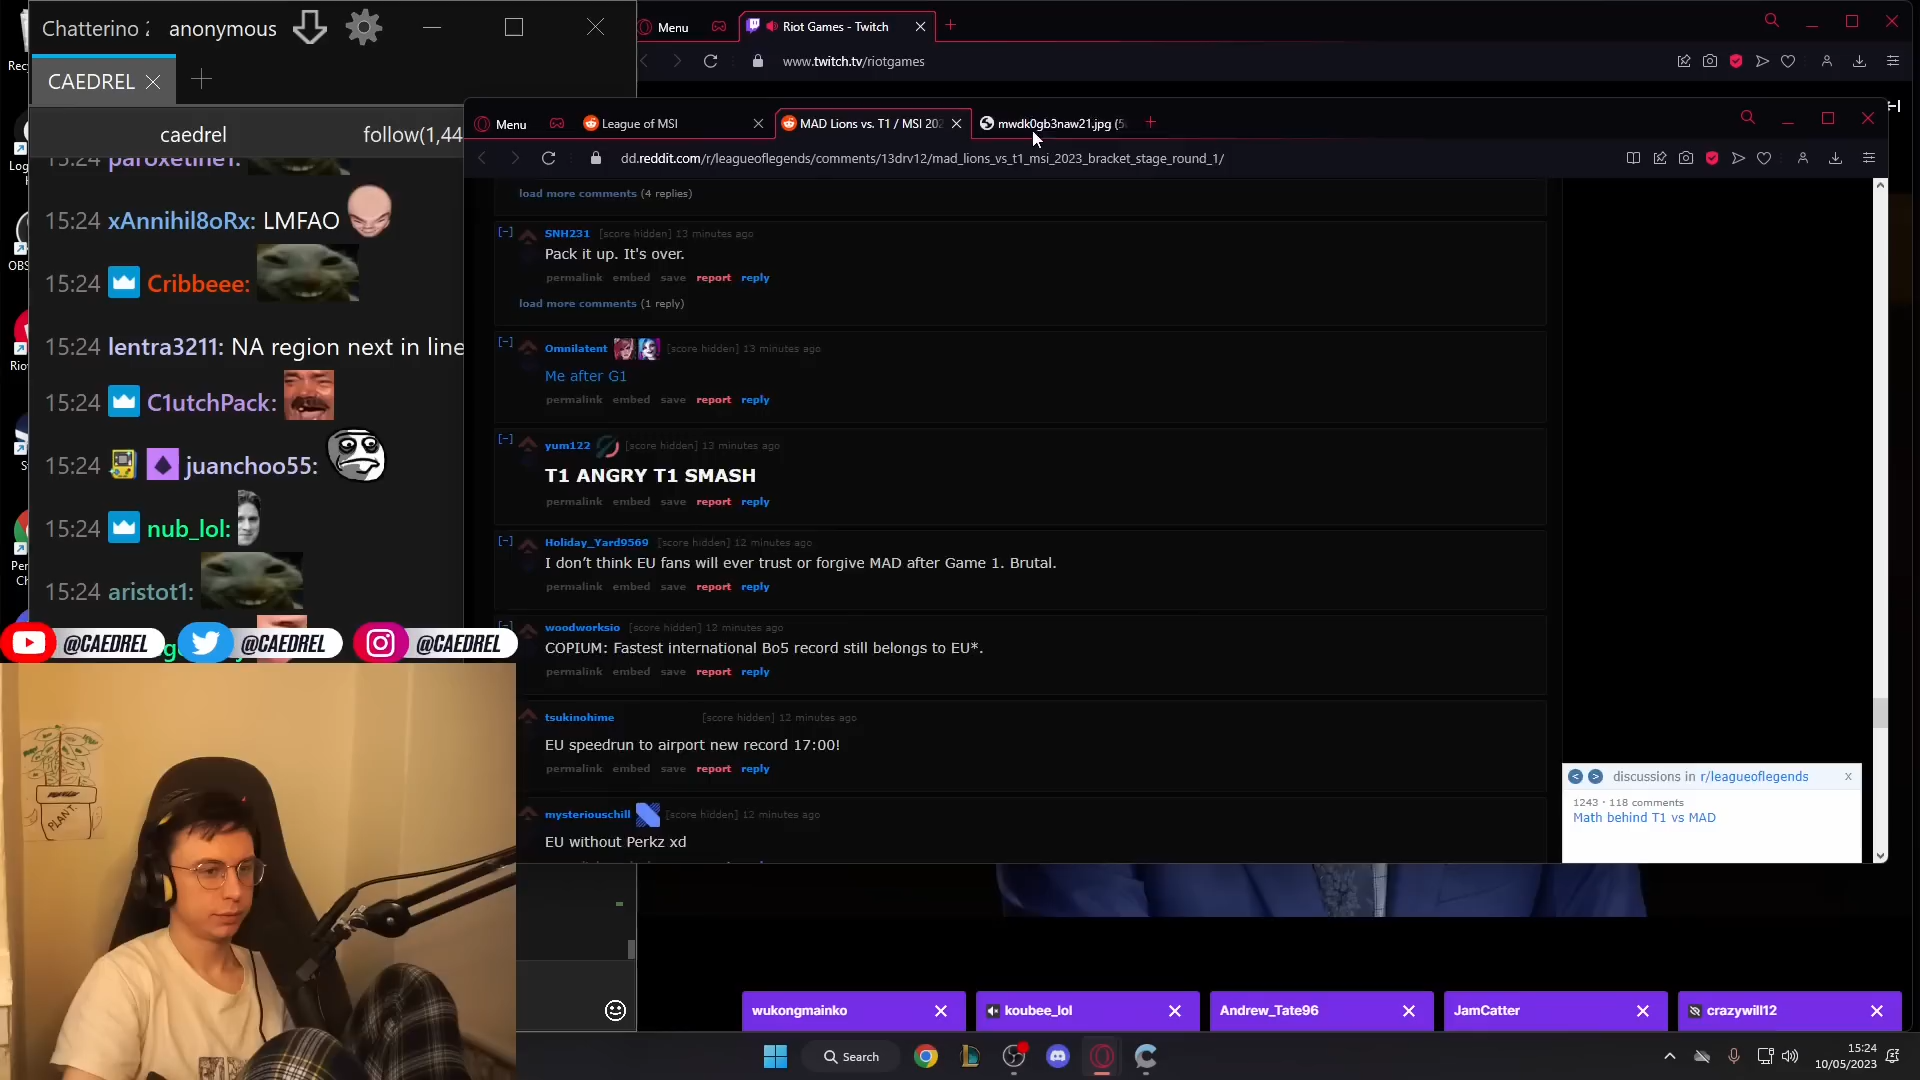 Chatterino 2
anonymous
CAEDREL
caedrel
follow(1,44
paroxetine1:
15:24 xAnnihil8oRx: LMFAO
15:24 Cribbeee:
15:24 lentra3211: NA region next in line
15:24 C1utchPack:
15:24 juanchoo55:
15:24 nub_lol:
15:24 aristot1:
@CAEDREL
@CAEDREL
@CAEDREL
PLANT.
Menu
Riot Games - Twitch
www.twitch.tv/riotgames
Menu
League of MSI
MAD Lions vs. T1 / MSI 202
mwdk0gb3naw21.jpg (5
dd.reddit.com/r/leagueoflegends/comments/13drv12/mad_lions_vs_t1_msi_2023_bracket_stage_round_1/
load more comments (4 replies)
[-] SNH231 [score hidden] 13 minutes ago
Pack it up. It's over.
permalink embed save report reply
load more comments (1 reply)
[-] Omnilatent [score hidden] 13 minutes ago
Me after G1
permalink embed save report reply
[-] yum122 [score hidden] 13 minutes ago
T1 ANGRY T1 SMASH
permalink embed save report reply
[-] Holiday_Yard9569 [score hidden] 12 minutes ago
I don’t think EU fans will ever trust or forgive MAD after Game 1. Brutal.
permalink embed save report reply
[-] woodworksio [score hidden] 12 minutes ago
COPIUM: Fastest international Bo5 record still belongs to EU*.
permalink embed save report reply
tsukinohime [score hidden] 12 minutes ago
EU speedrun to airport new record 17:00!
permalink embed save report reply
mysteriouschill [score hidden] 12 minutes ago
EU without Perkz xd
discussions in r/leagueoflegends x
1243 · 118 comments
Math behind T1 vs MAD
wukongmainko
koubee_lol
Andrew_Tate96
JamCatter
crazywill12
Search
15:24
10/05/2023